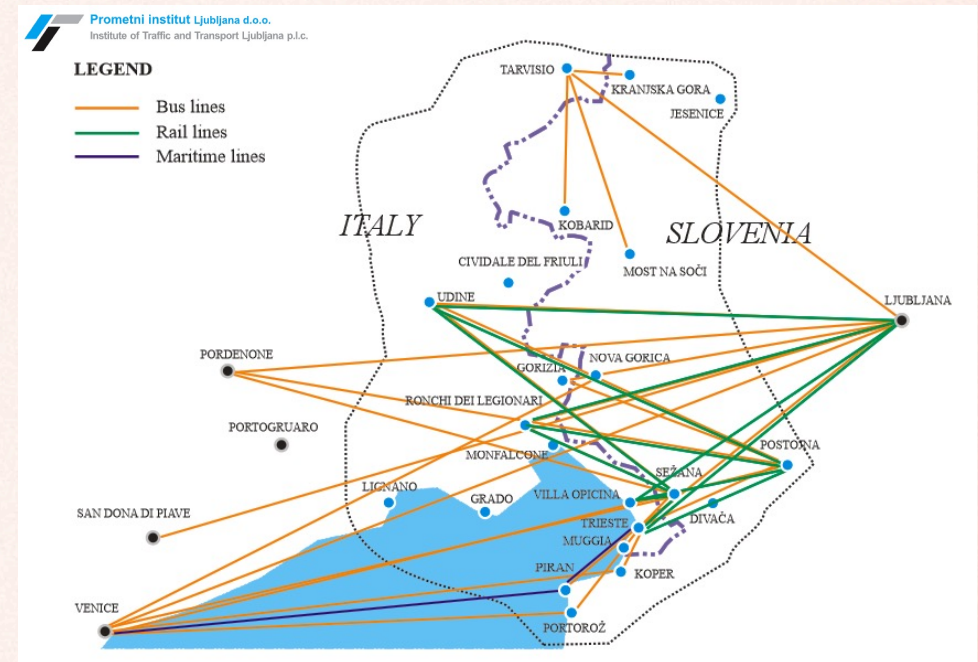 Prometni institut Ljubljana d.o.o.
Institute of Traffic and Transport Ljubljana p.l.c.
LEGEND
Bus lines
Rail lines
Maritime lines
TARVISIO
KRANJSKA GORA
JESENICE
ITALY
KOBARID
SLOVENIA
CIVIDALE DEL FRIULI
MOST NA SOČI
UDINE
LJUBLJANA
PORDENONE
NOVA GORICA
GORIZIA
RONCHI DEI LEGIONARI
PORTOGRUARO
POSTOJNA
MONFALCONE
SEŽANA
LIGNANO
GRADO
VILLA OPICINA
SAN DONA DI PIAVE
TRIESTE
DIVAČA
MUGGIA
PIRAN
KOPER
VENICE
PORTOROŽ